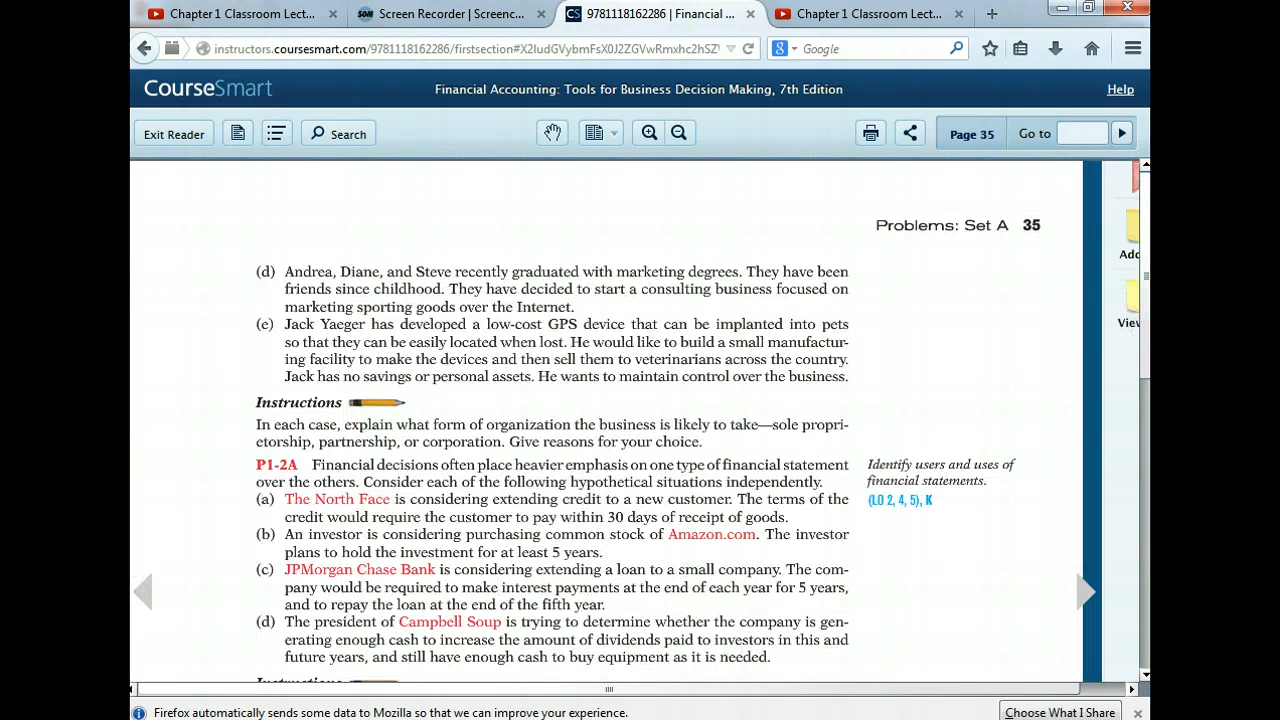 Chapter 1 Classroom Lect...
Screen Recorder | Screenc...
CS 9781118162286 | Financial ...
Chapter 1 Classroom Lect...
instructors.coursesmart.com/9781118162286/firstsection#X2ludGVybmFsX0J2ZGVwRmxhc2hSZ
Google
CourseSmart
Financial Accounting: Tools for Business Decision Making, 7th Edition
Help
Exit Reader
Search
Page 35
Go to
Problems: Set A 35
Add
View
(d) Andrea, Diane, and Steve recently graduated with marketing degrees. They have been
friends since childhood. They have decided to start a consulting business focused on
marketing sporting goods over the Internet.
(e) Jack Yaeger has developed a low-cost GPS device that can be implanted into pets
so that they can be easily located when lost. He would like to build a small manufactur-
ing facility to make the devices and then sell them to veterinarians across the country.
Jack has no savings or personal assets. He wants to maintain control over the business.
Instructions
In each case, explain what form of organization the business is likely to take—sole propri-
etorship, partnership, or corporation. Give reasons for your choice.
P1-2A Financial decisions often place heavier emphasis on one type of financial statement
over the others. Consider each of the following hypothetical situations independently.
Identify users and uses of
financial statements.
(LO 2, 4, 5), K
(a) The North Face is considering extending credit to a new customer. The terms of the
credit would require the customer to pay within 30 days of receipt of goods.
(b) An investor is considering purchasing common stock of Amazon.com. The investor
plans to hold the investment for at least 5 years.
(c) JPMorgan Chase Bank is considering extending a loan to a small company. The com-
pany would be required to make interest payments at the end of each year for 5 years,
and to repay the loan at the end of the fifth year.
(d) The president of Campbell Soup is trying to determine whether the company is gen-
erating enough cash to increase the amount of dividends paid to investors in this and
future years, and still have enough cash to buy equipment as it is needed.
Instructions
Firefox automatically sends some data to Mozilla so that we can improve your experience.
Choose What I Share